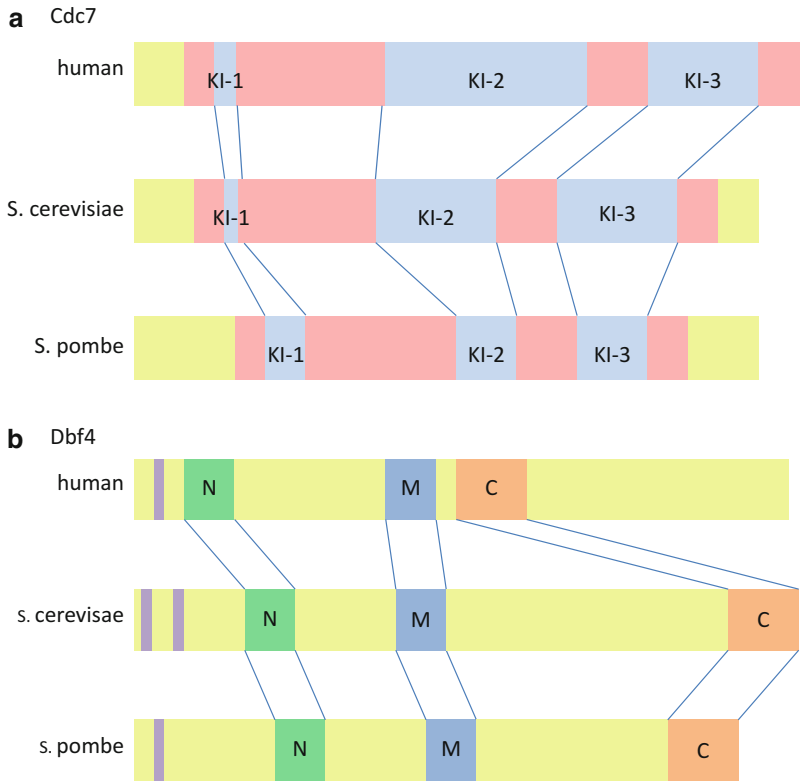 a Cdc7
human
KI-1 KI-2 KI-3
S. cerevisiae
KI-1 KI-2 KI-3
S. pombe
KI-1 KI-2 KI-3
b Dbf4
human
N M C
s. cerevisae
N M C
s. pombe
N M C